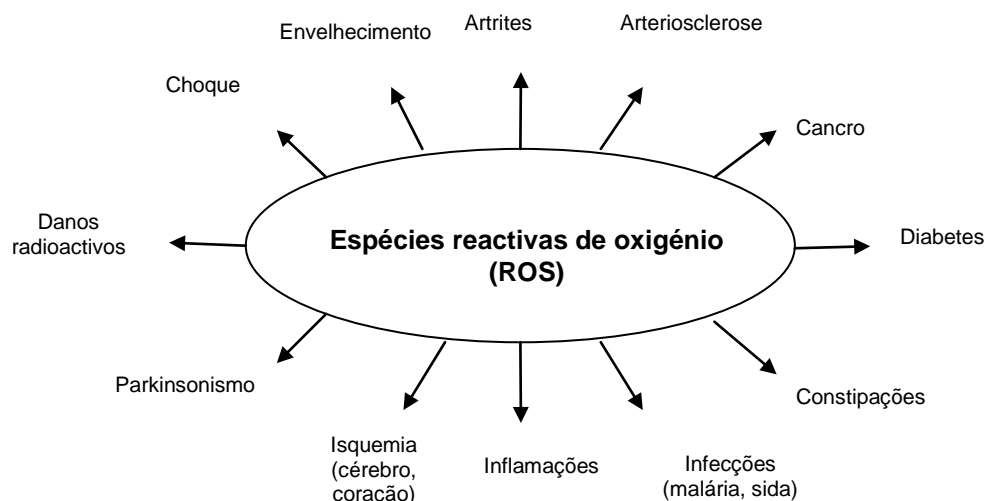 Artrites
Arteriosclerose
Envelhecimento
Choque
Cancro
Danos
radioactivos
Espécies reactivas de oxigénio
(ROS)
Diabetes
Parkinsonismo
Constipações
Isquemia
(cérebro,
coração)
Inflamações
Infecções
(malária, sida)